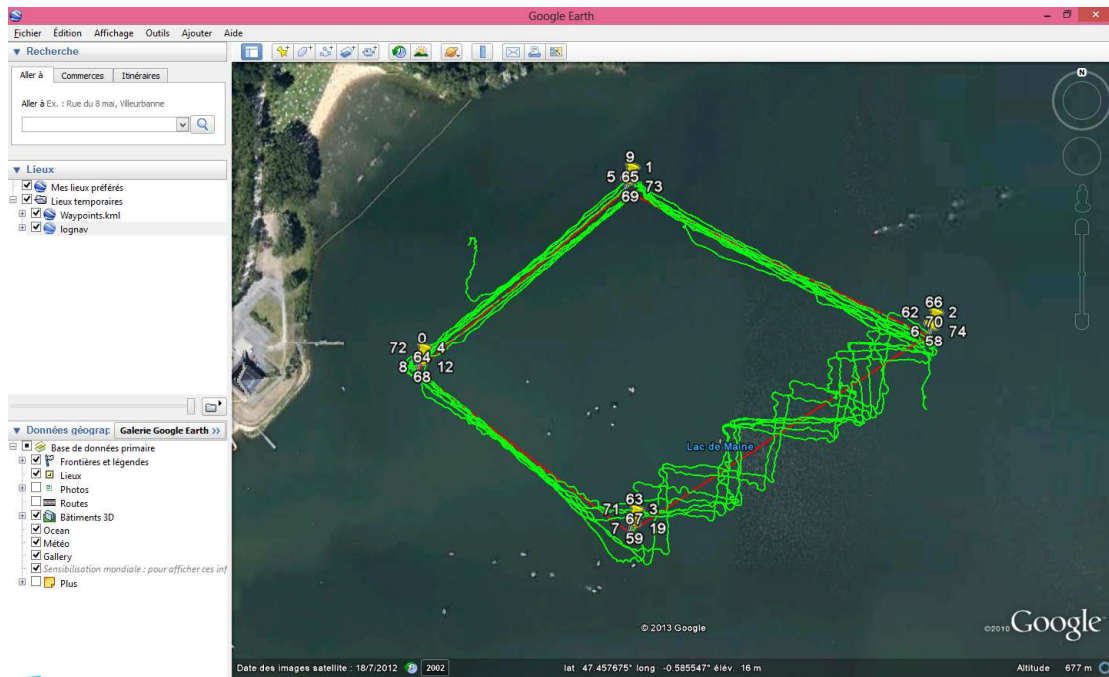 Google Earth
Fichier Édition Affichage Outils Ajouter Aide
Recherche
Aller à Commerces Itinéraires
Aller à Ex. : Rue du 8 mai, Villeurbanne
Lieux
Mes lieux préférés
Lieux temporaires
Waypoints.kml
lognav
Données géograp Galerie Google Earth >>
Base de données primaire
Frontières et légendes
Lieux
Photos
Routes
Bâtiments 3D
Ocean
Météo
Gallery
Sensibilisation mondiale : pour afficher ces inf
Plus
N
9
1
5 65
73
69
66
62 2
70
6 74
58
0
72 4
64
8 12
68
Lac de Maine
63
71 3
67
7 19
59
© 2013 Google
©2010 Google
Date des images satellite : 18/7/2012 2002 lat 47.457675° long -0.585547° élév. 16 m Altitude 677 m